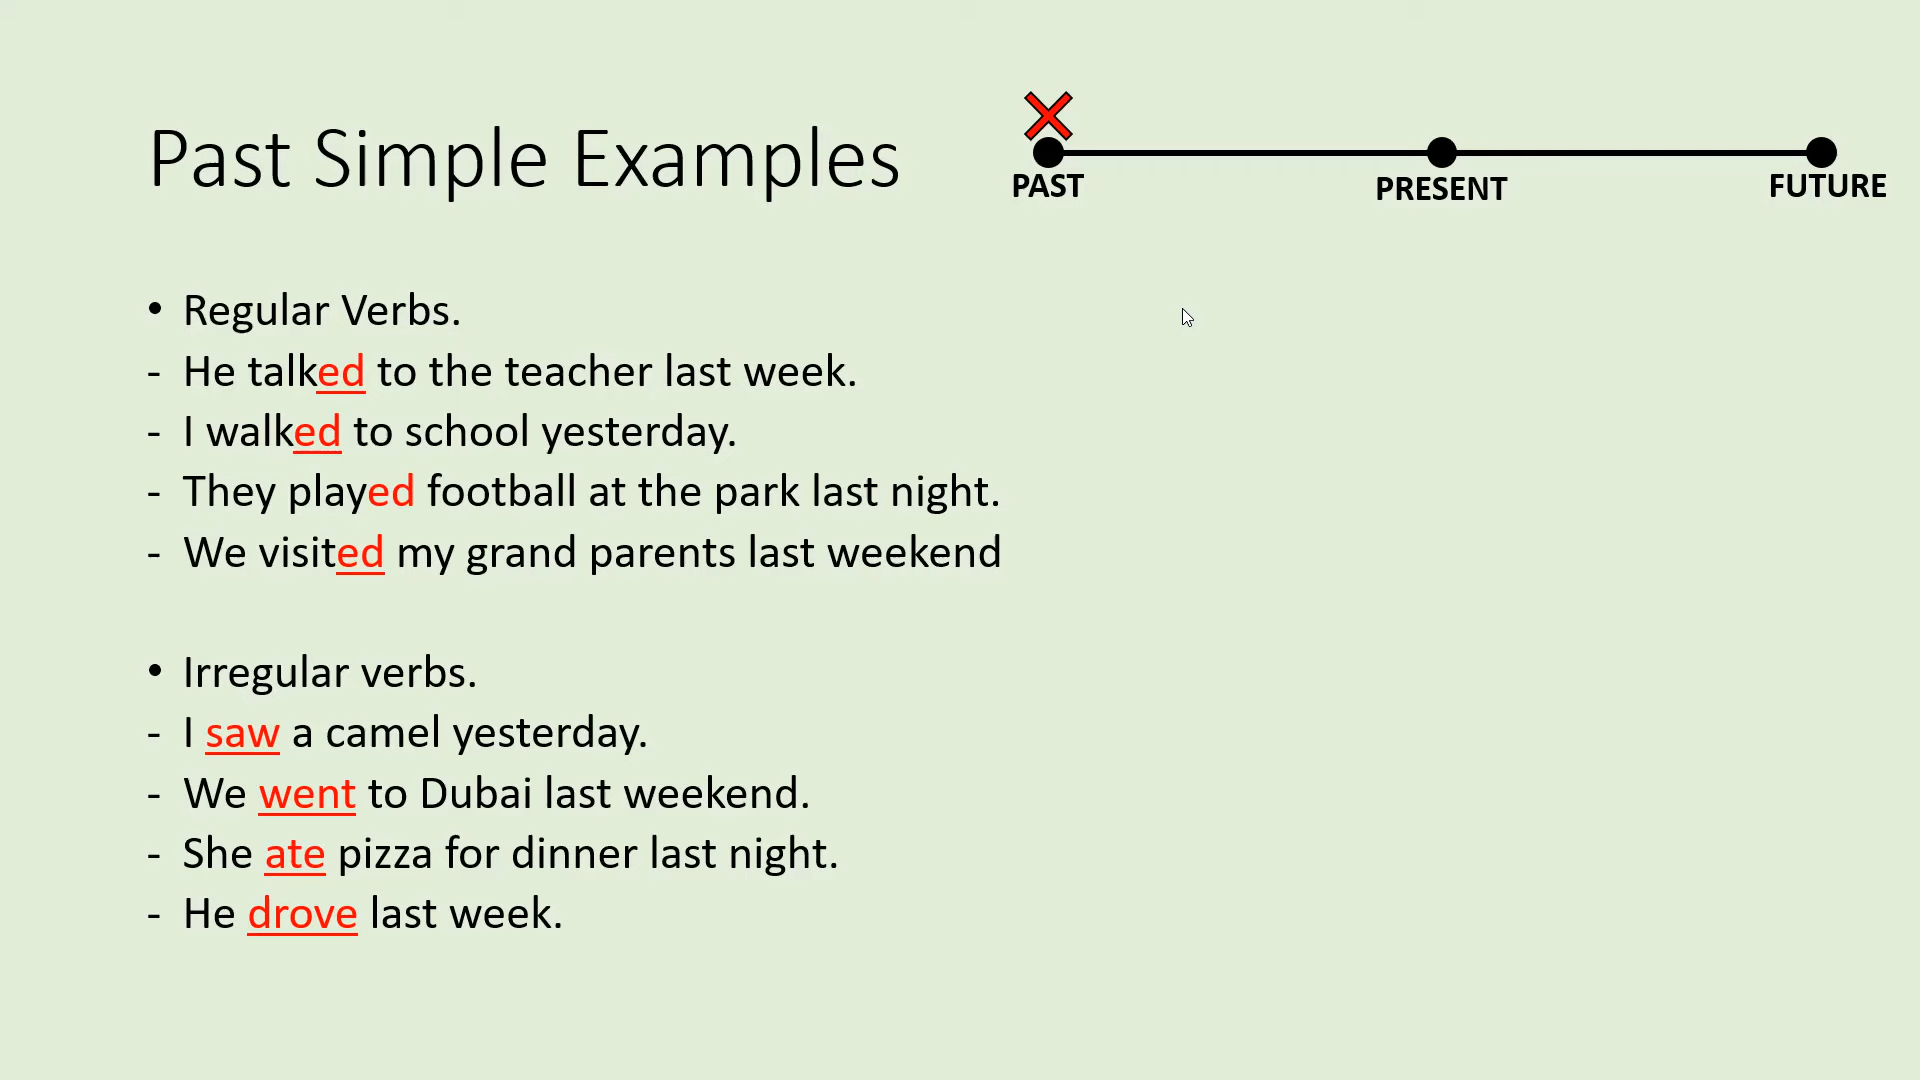 Past Simple Examples
PAST
PRESENT
FUTURE
• Regular Verbs.
- He talked to the teacher last week.
- I walked to school yesterday.
- They played football at the park last night.
- We visited my grand parents last weekend
• Irregular verbs.
- I saw a camel yesterday.
- We went to Dubai last weekend.
- She ate pizza for dinner last night.
- He drove last week.